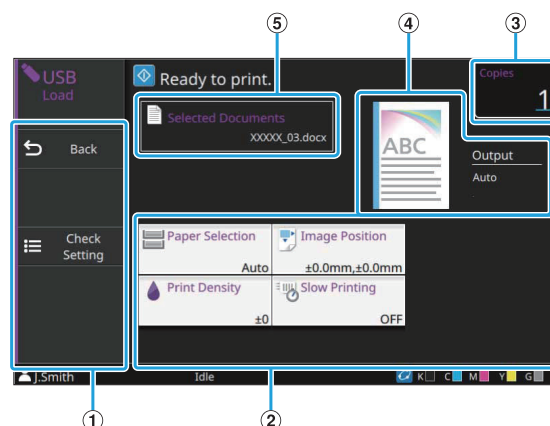 5
4
3
USB
Load
Ready to print.
Copies
1
Selected Documents
XXXXX_03.docx
ABC
Output
Auto
Back
Check
Setting
Paper Selection
Auto
Image Position
±0.0mm,±0.0mm
Print Density
±0
Slow Printing
OFF
J.Smith
Idle
K C M Y G
1
2